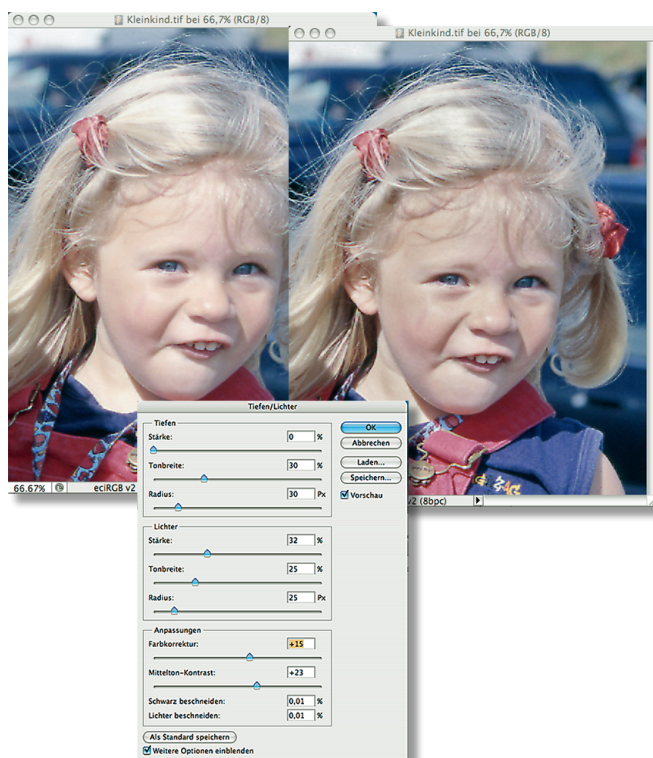 Kleinkind.tif bei 66,7% (RGB/8)
Kleinkind.tif bei 66,7% (RGB/8)
66.67%
eciRGB v2
v2 (8bpc)
Tiefen/Lichter
Tiefen
Stärke: 0 %
Tonbreite: 30 %
Radius: 30 Px
OK
Abbrechen
Laden...
Speichern...
Vorschau
Lichter
Stärke: 32 %
Tonbreite: 25 %
Radius: 25 Px
Anpassungen
Farbkorrektur: +15
Mittelton-Kontrast: +23
Schwarz beschneiden: 0,01 %
Lichter beschneiden: 0,01 %
Als Standard speichern
Weitere Optionen einblenden